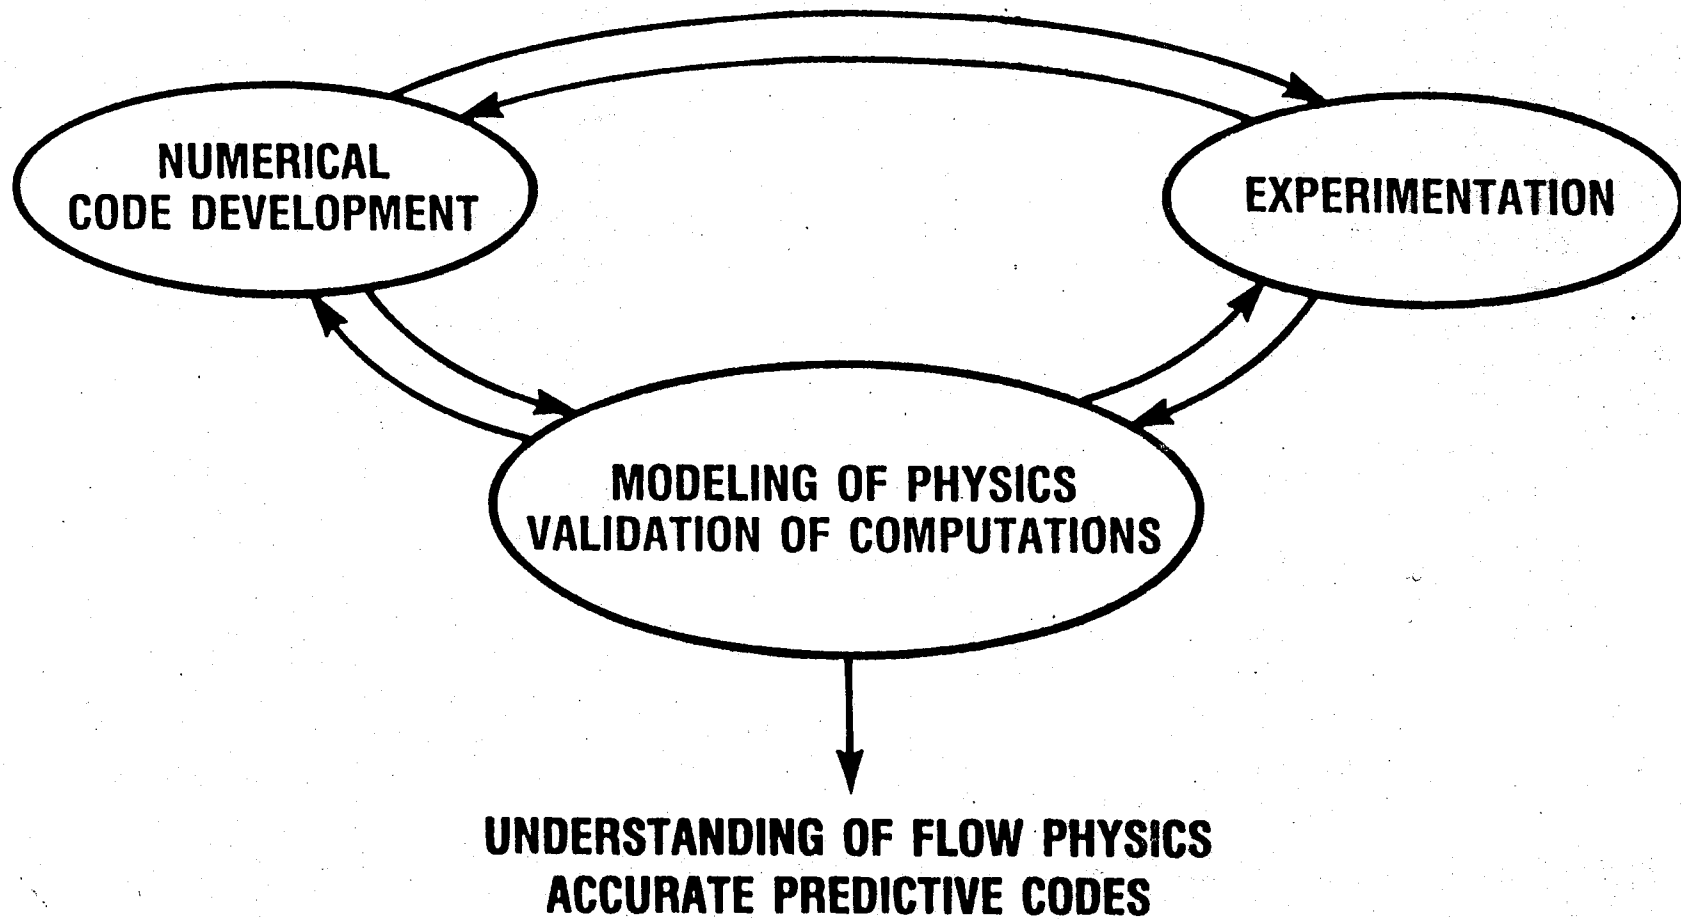 NUMERICAL
CODE DEVELOPMENT
EXPERIMENTATION
MODELING OF PHYSICS
VALIDATION OF COMPUTATIONS
UNDERSTANDING OF FLOW PHYSICS
ACCURATE PREDICTIVE CODES